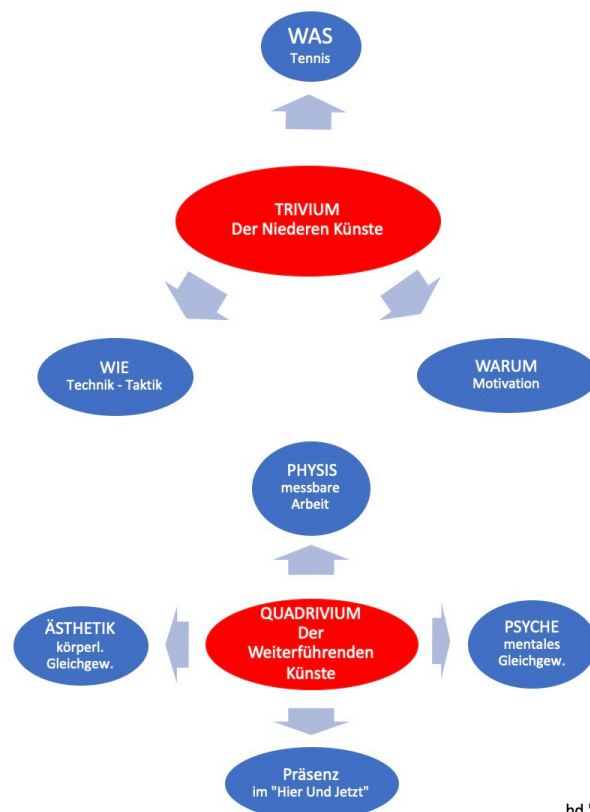 WAS
Tennis
TRIVIUM
Der Niederen Künste
WIE
Technik - Taktik
WARUM
Motivation
PHYSIS
messbare
Arbeit
ÄSTHETIK
körperl.
Gleichgew.
QUADRIVIUM
Der
Weiterführenden
Künste
PSYCHE
mentales
Gleichgew.
Präsenz
im "Hier Und Jetzt"
hd